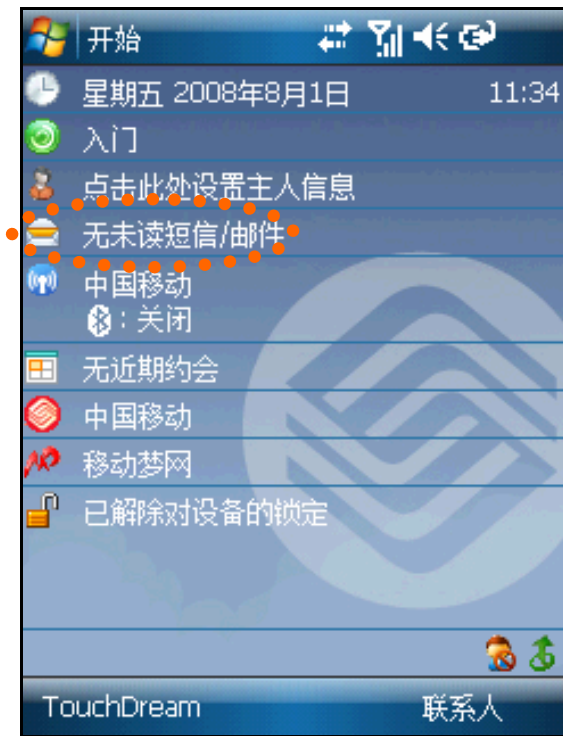 开始
星期五 2008年8月1日 11:34
入门
点击此处设置主人信息
无未读短信/邮件
中国移动
：关闭
无近期约会
中国移动
移动梦网
已解除对设备的锁定
TouchDream 联系人